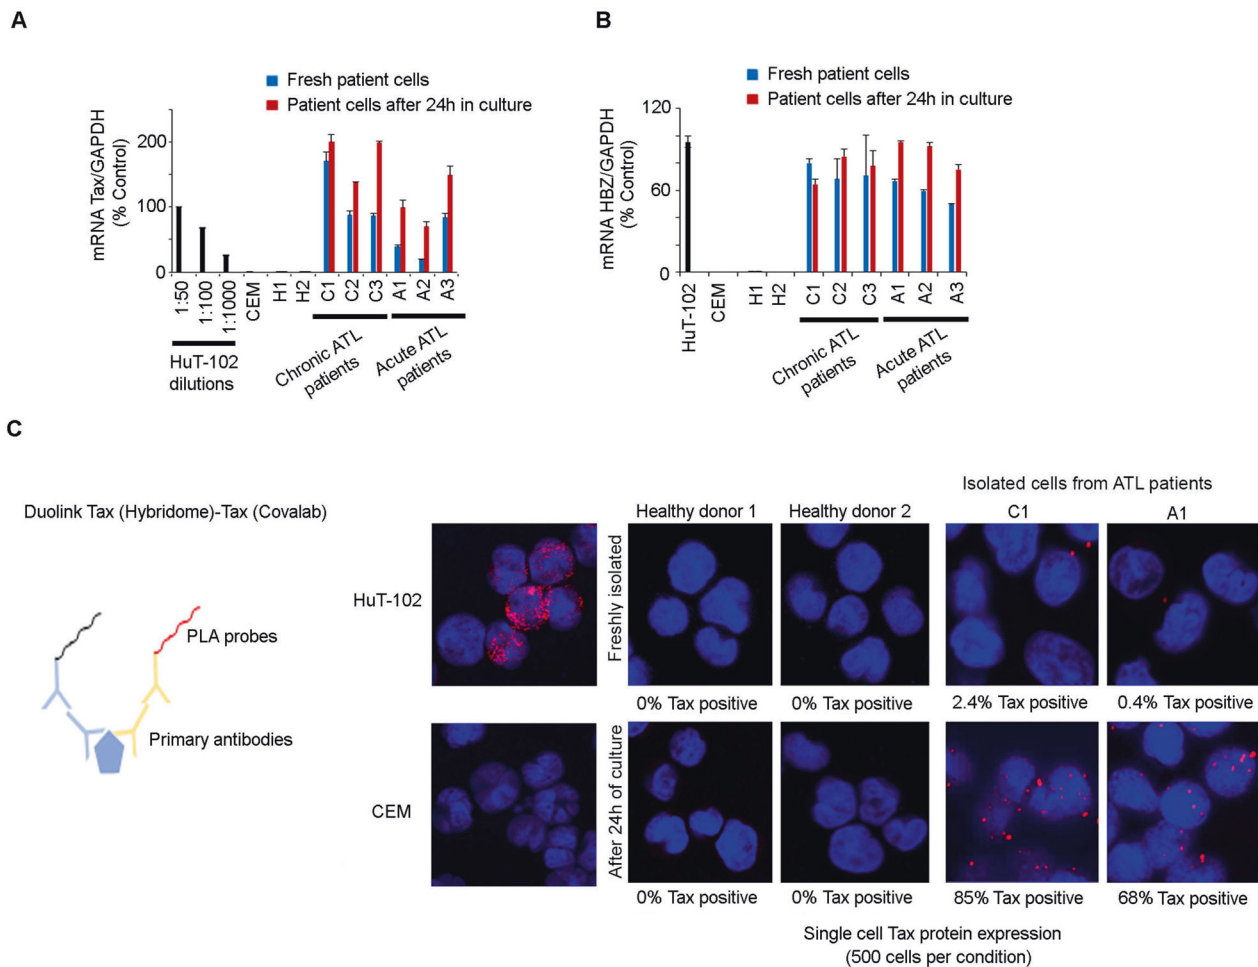 A
Fresh patient cells
Patient cells after 24h in culture
mRNA Tax/GAPDH
(% Control)
200
100
0
1:50
1:100
1:1000
CEM
H1
H2
C1
C2
C3
A1
A2
A3
HuT-102
dilutions
Chronic ATL
patients
Acute ATL
patients
B
Fresh patient cells
Patient cells after 24h in culture
mRNA HBZ/GAPDH
(% Control)
120
60
0
HuT-102
CEM
H1
H2
C1
C2
C3
A1
A2
A3
Chronic ATL
patients
Acute ATL
patients
C
Duolink Tax (Hybridome)-Tax (Covalab)
PLA probes
Primary antibodies
HuT-102
CEM
Isolated cells from ATL patients
Healthy donor 1
Healthy donor 2
C1
A1
Freshly isolated
0% Tax positive
0% Tax positive
2.4% Tax positive
0.4% Tax positive
After 24h of culture
0% Tax positive
0% Tax positive
85% Tax positive
68% Tax positive
Single cell Tax protein expression
(500 cells per condition)